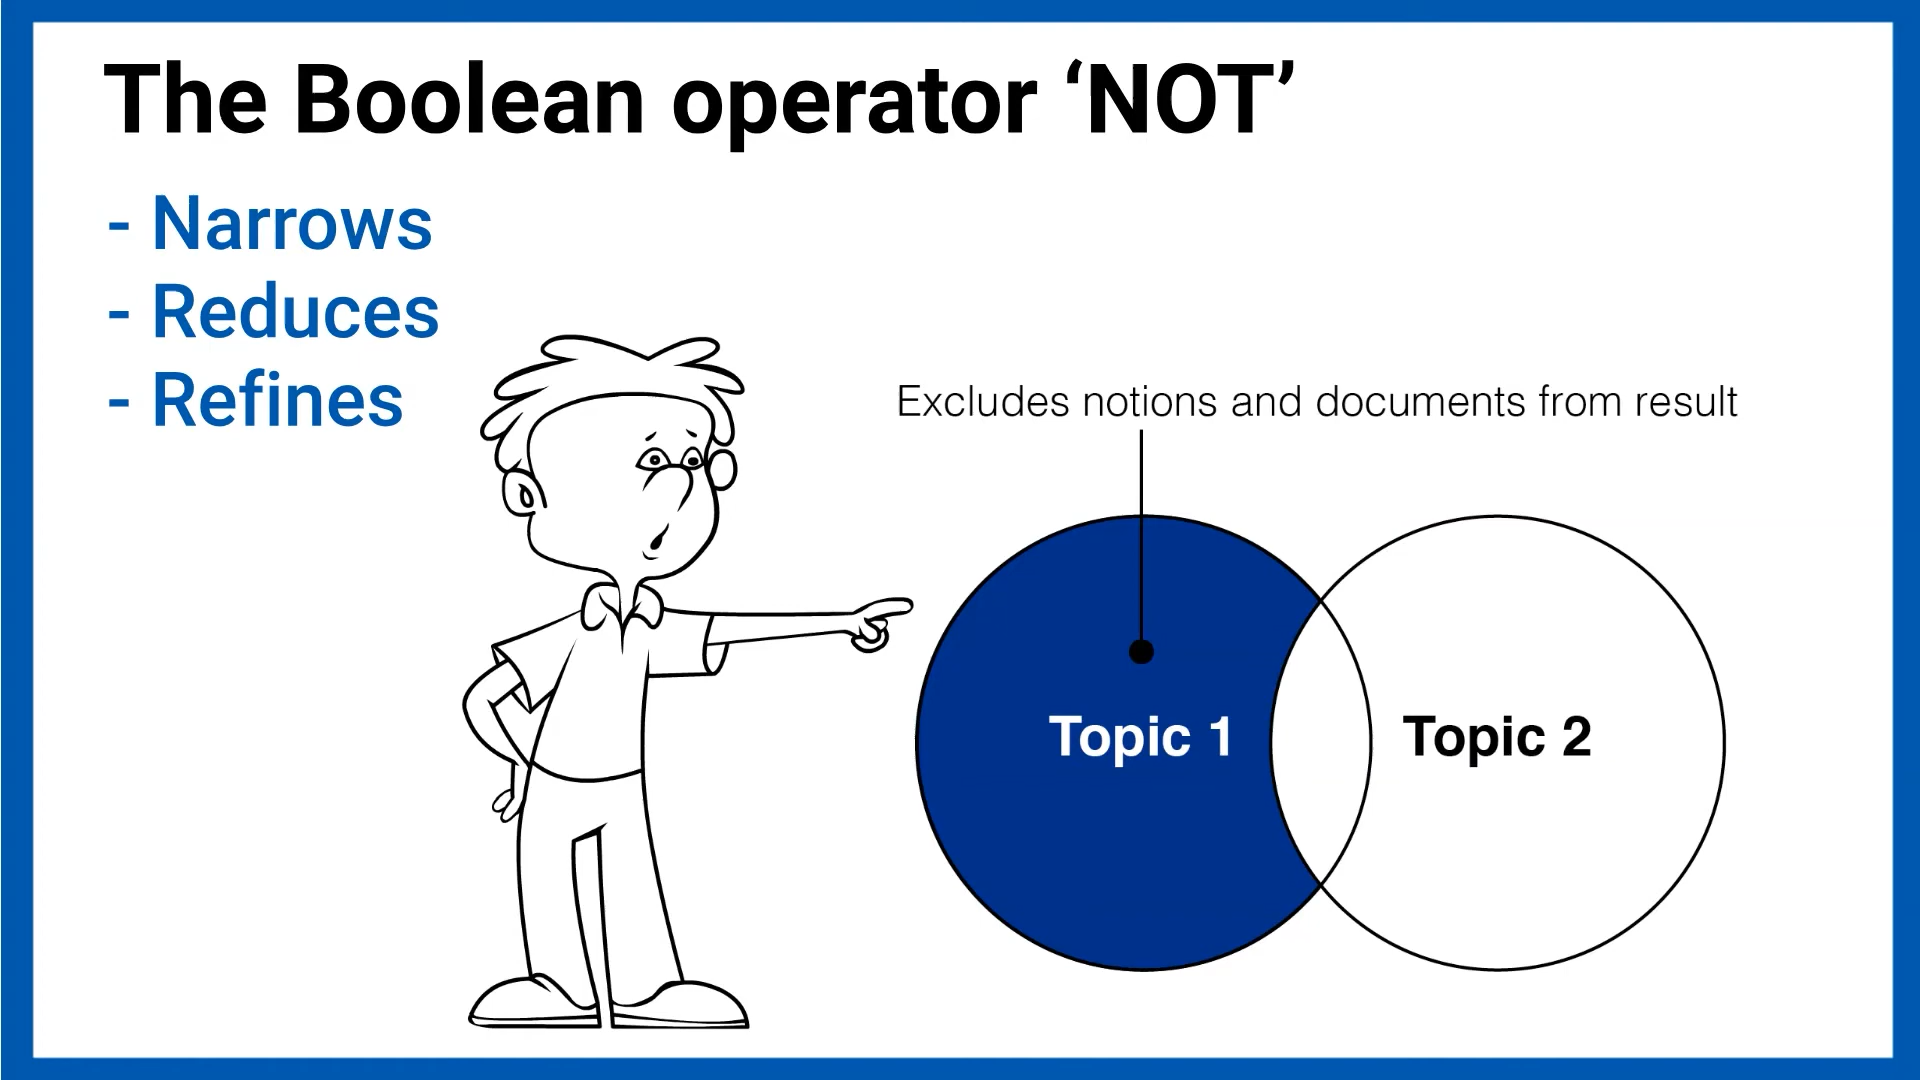 The Boolean operator ‘NOT’
- Narrows
- Reduces
- Refines
Excludes notions and documents from result
Topic 1
Topic 2